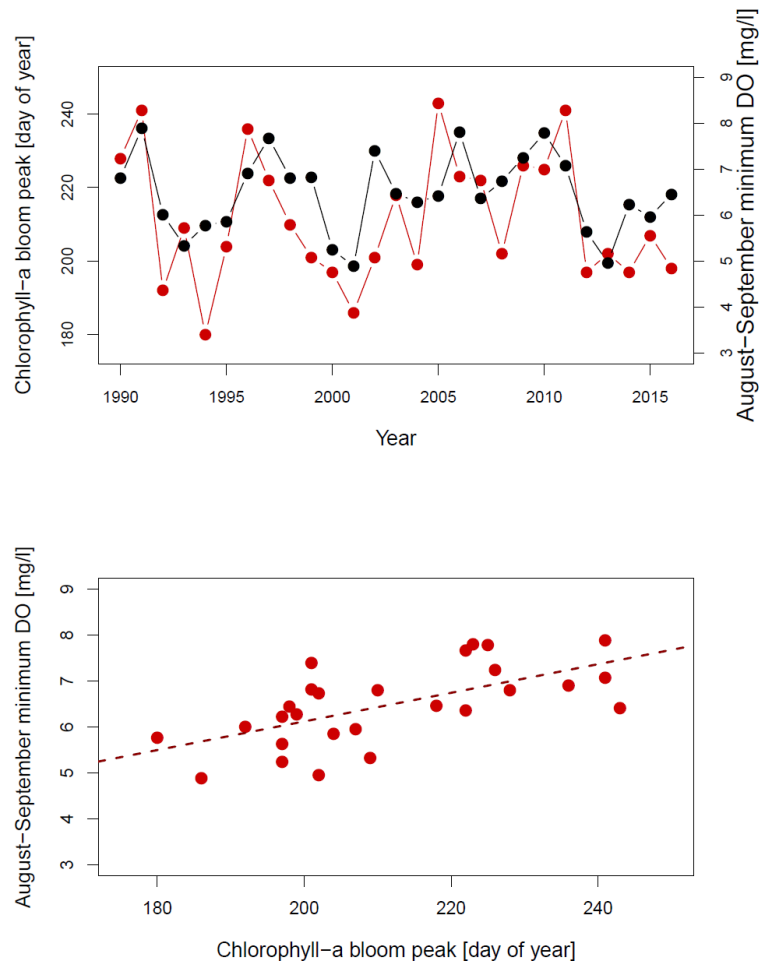 Chlorophyll−a bloom peak [day of year]
180 200 220 240
August−September minimum DO [mg/l]
3 4 5 6 7 8 9
1990 1995 2000 2005 2010 2015
Year
August−September minimum DO [mg/l]
3 4 5 6 7 8 9
180 200 220 240
Chlorophyll−a bloom peak [day of year]